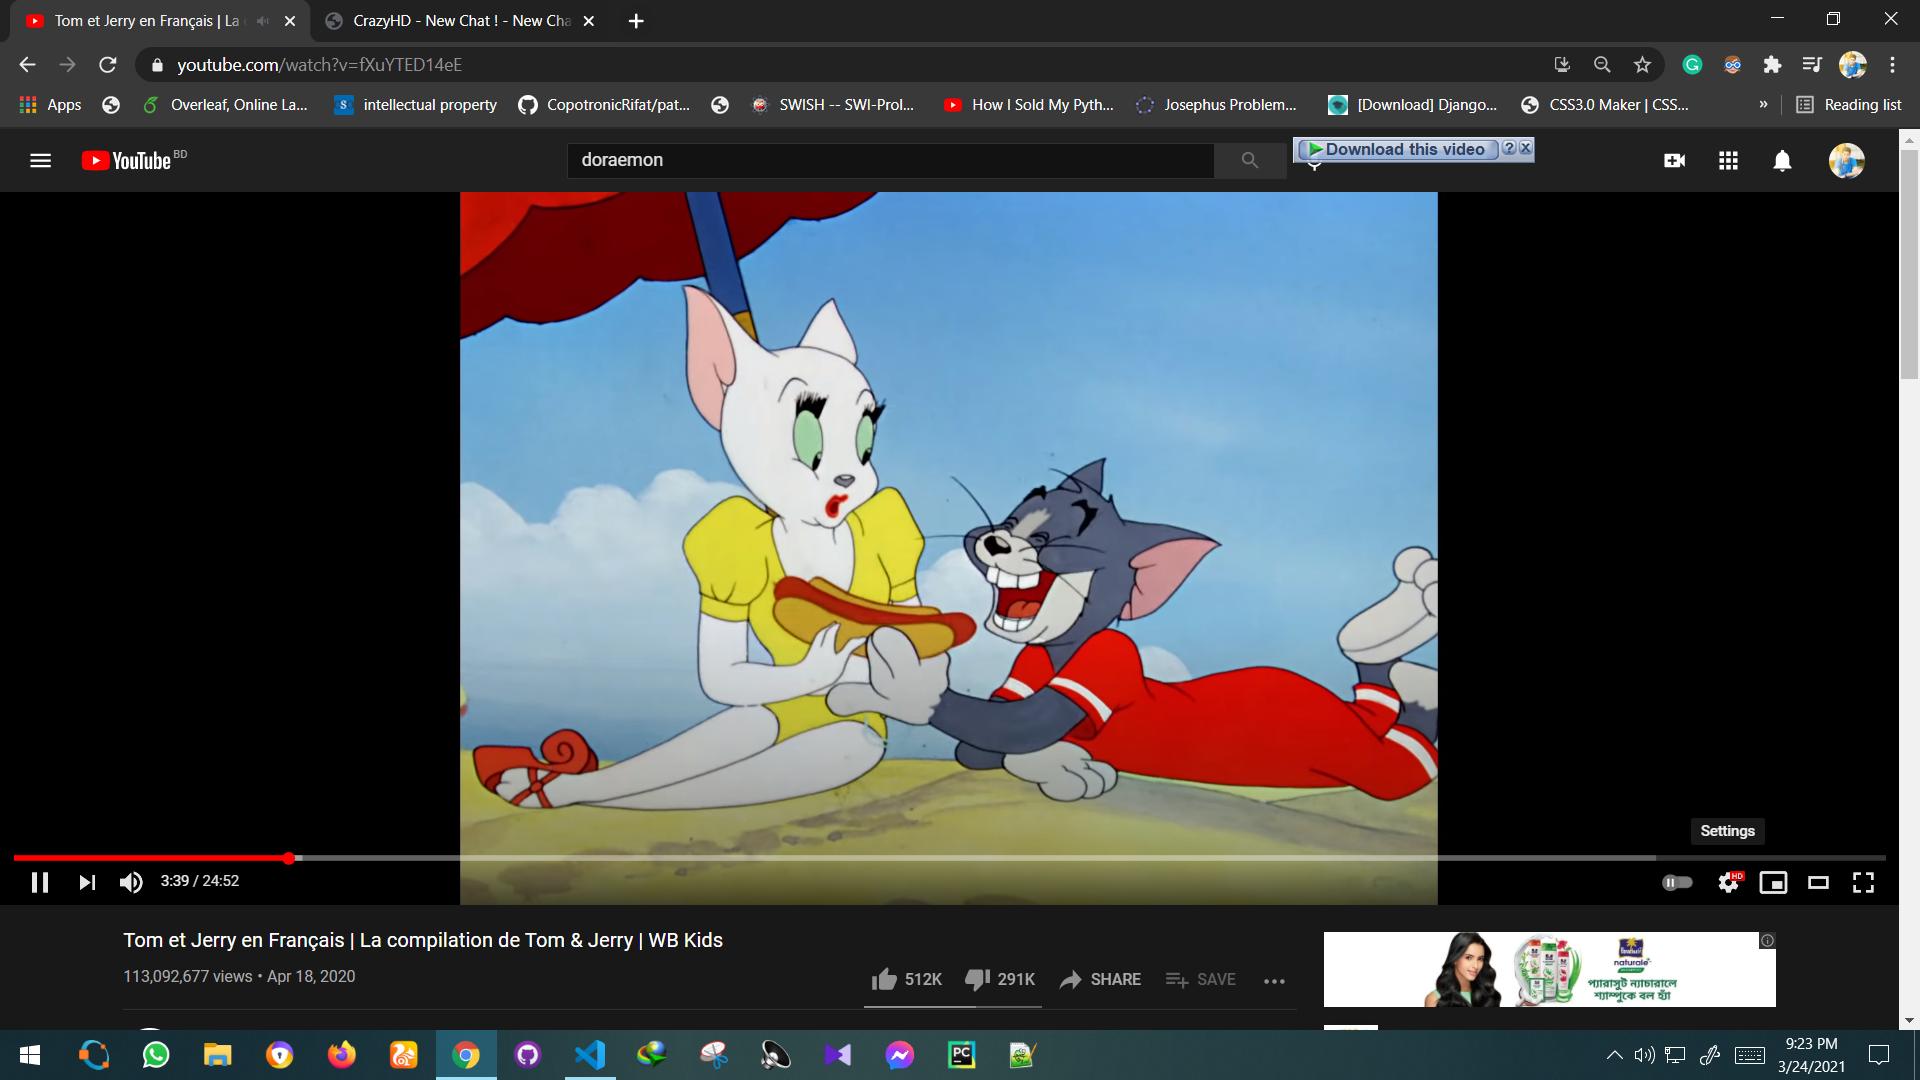 Tom et Jerry en Français | La
CrazyHD - New Chat ! - New Cha
youtube.com/watch?v=fXuYTED14eE
Apps
Overleaf, Online La...
intellectual property
CopotronicRifat/pat...
SWISH -- SWI-Prol...
How I Sold My Pyth...
Josephus Problem...
[Download] Django...
CSS3.0 Maker | CSS...
»
Reading list
YouTube BD
doraemon
Download this video
Settings
3:39 / 24:52
HD
Tom et Jerry en Français | La compilation de Tom & Jerry | WB Kids
113,092,677 views • Apr 18, 2020
512K
291K
SHARE
SAVE
naturale
প্যারাসুট ন্যাচারালে
শ্যাম্পুকে বল হ্যাঁ
PC
9:23 PM
3/24/2021